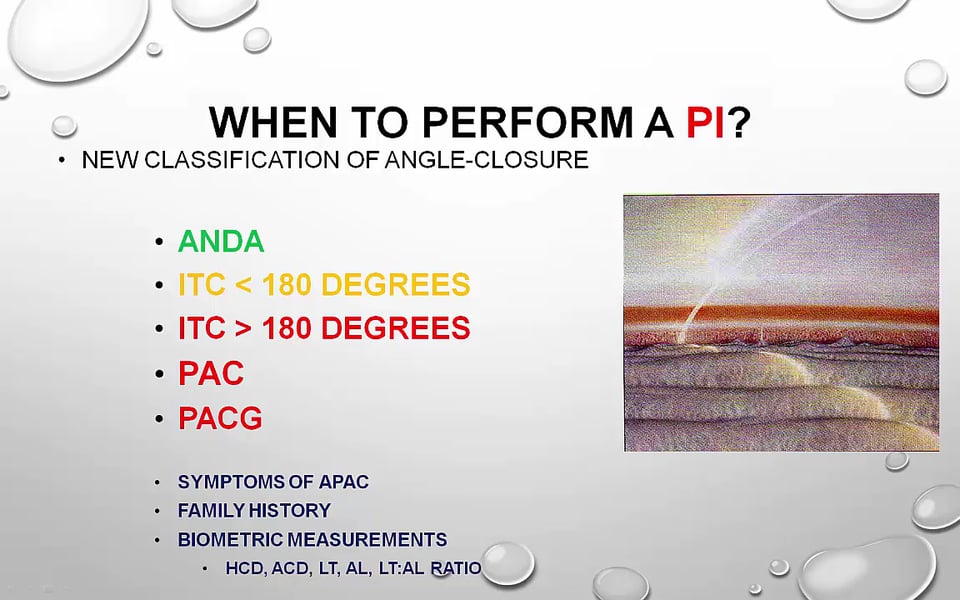 WHEN TO PERFORM A PI?
• NEW CLASSIFICATION OF ANGLE-CLOSURE
• ANDA
• ITC < 180 DEGREES
• ITC > 180 DEGREES
• PAC
• PACG
• SYMPTOMS OF APAC
• FAMILY HISTORY
• BIOMETRIC MEASUREMENTS
• HCD, ACD, LT, AL, LT:AL RATIO